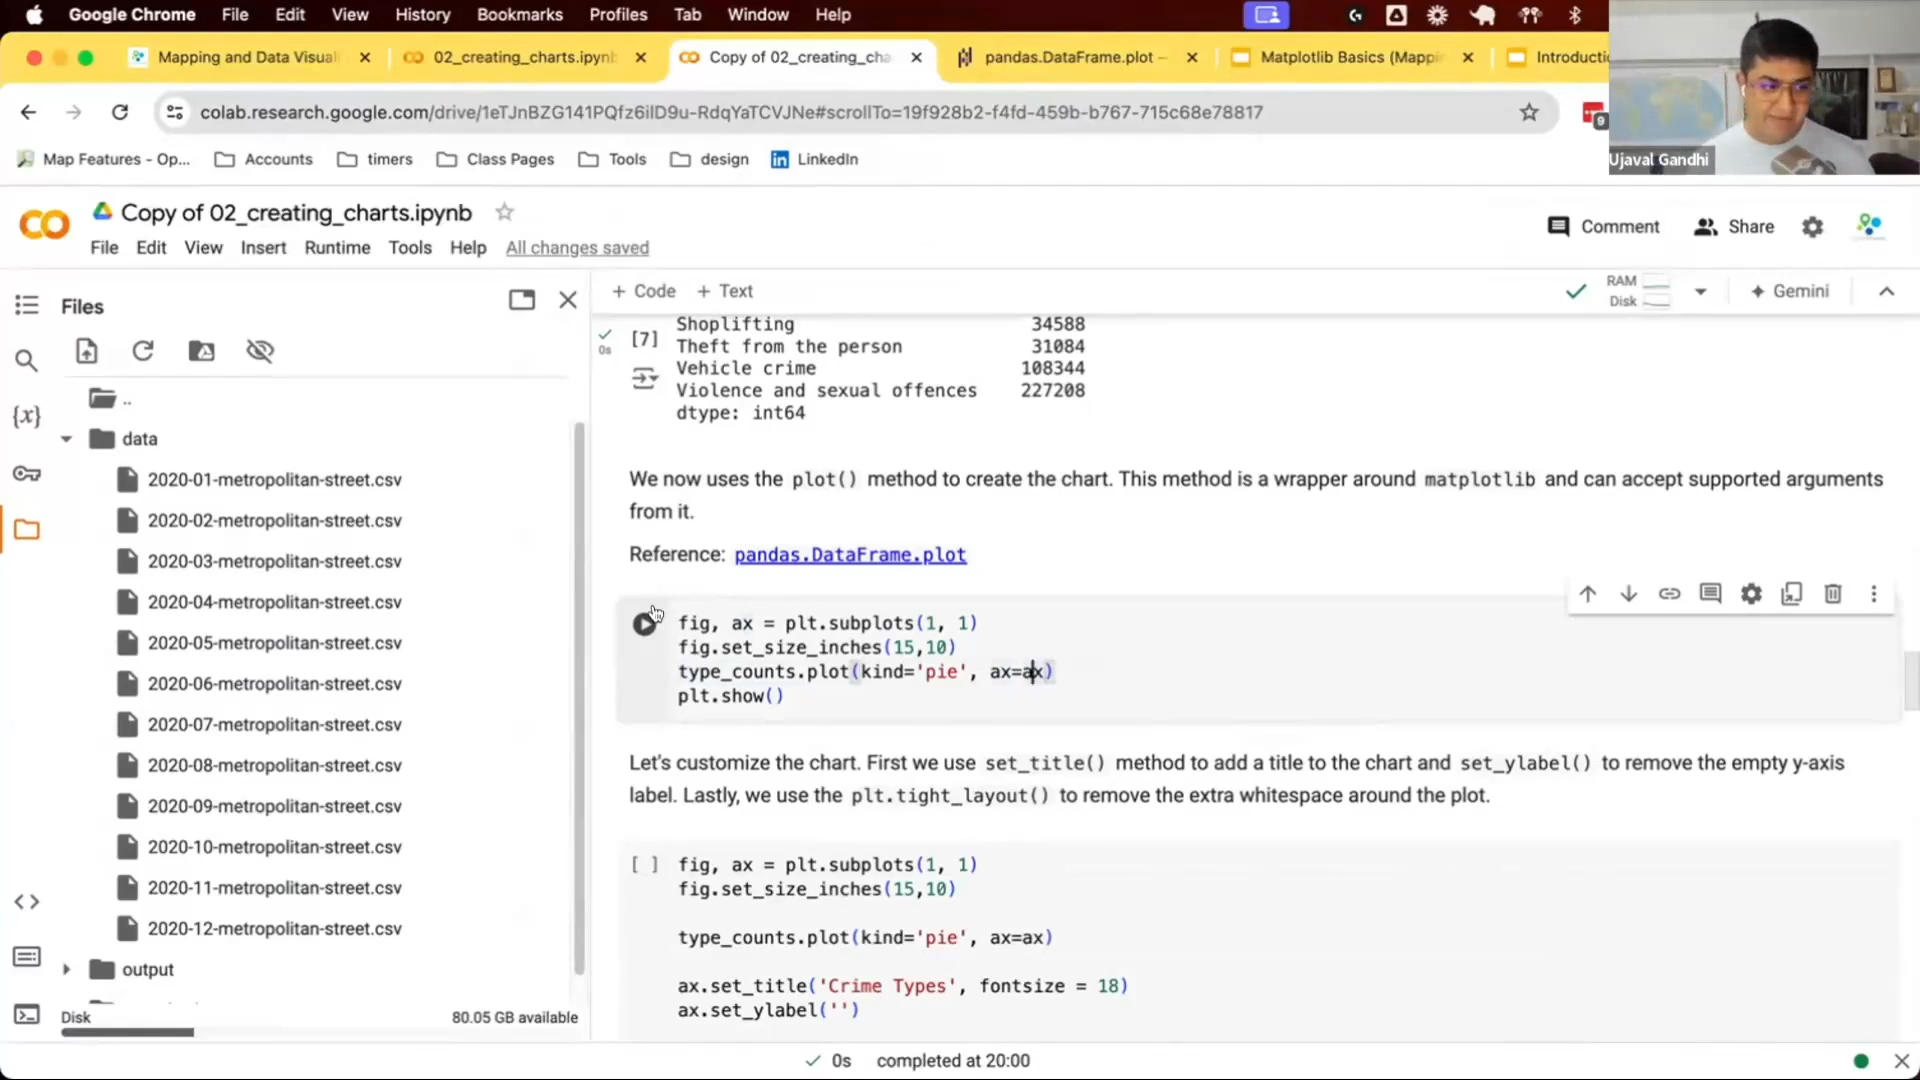 Google Chrome File Edit View History Bookmarks Profiles Tab Window Help
Mapping and Data Visual
02_creating_charts.ipynb
Copy of 02_creating_cha
pandas.DataFrame.plot —
Matplotlib Basics (Mappi
Introductio
colab.research.google.com/drive/1eTJnBZG141PQfz6ilD9u-RdqYaTCVJNe#scrollTo=19f928b2-f4fd-459b-b767-715c68e78817
9
Ujaval Gandhi
Map Features - Op...
Accounts
timers
Class Pages
Tools
design
in LinkedIn
CO
Copy of 02_creating_charts.ipynb
File Edit View Insert Runtime Tools Help All changes saved
Comment
Share
Files
+ Code + Text
RAM
Disk
Gemini
{x}
..
data
2020-01-metropolitan-street.csv
2020-02-metropolitan-street.csv
2020-03-metropolitan-street.csv
2020-04-metropolitan-street.csv
2020-05-metropolitan-street.csv
2020-06-metropolitan-street.csv
2020-07-metropolitan-street.csv
2020-08-metropolitan-street.csv
2020-09-metropolitan-street.csv
2020-10-metropolitan-street.csv
2020-11-metropolitan-street.csv
2020-12-metropolitan-street.csv
output
Disk
80.05 GB available
0s
[7]
Shoplifting 34588
Theft from the person 31084
Vehicle crime 108344
Violence and sexual offences 227208
dtype: int64
We now uses the plot() method to create the chart. This method is a wrapper around matplotlib and can accept supported arguments
from it.
Reference: pandas.DataFrame.plot
fig, ax = plt.subplots(1, 1)
fig.set_size_inches(15,10)
type_counts.plot(kind='pie', ax=ax)
plt.show()
Let's customize the chart. First we use set_title() method to add a title to the chart and set_ylabel() to remove the empty y-axis
label. Lastly, we use the plt.tight_layout() to remove the extra whitespace around the plot.
[ ]
fig, ax = plt.subplots(1, 1)
fig.set_size_inches(15,10)
type_counts.plot(kind='pie', ax=ax)
ax.set_title('Crime Types', fontsize = 18)
ax.set_ylabel('')
0s completed at 20:00